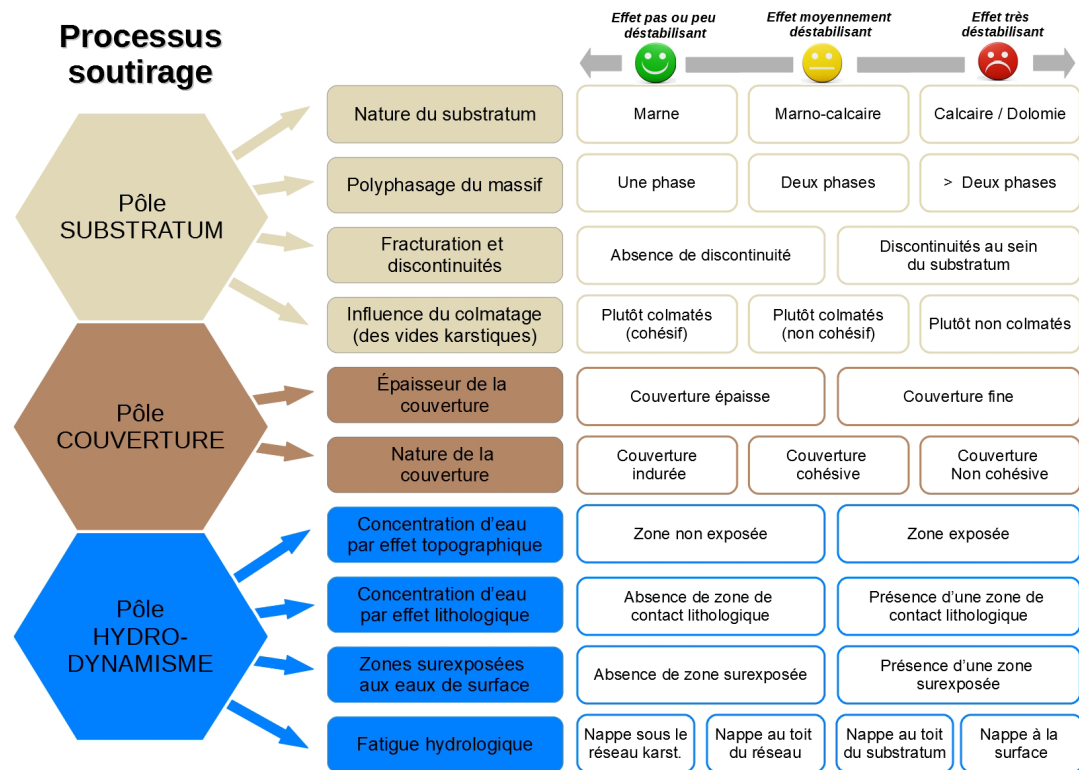 Processus
soutirage
Effet pas ou peu
déstabilisant
Effet moyennement
déstabilisant
Effet très
déstabilisant
Pôle
SUBSTRATUM
Nature du substratum
Marne
Marno-calcaire
Calcaire / Dolomie
Polyphasage du massif
Une phase
Deux phases
> Deux phases
Fracturation et
discontinuités
Absence de discontinuité
Discontinuités au sein
du substratum
Influence du colmatage
(des vides karstiques)
Plutôt colmatés
(cohésif)
Plutôt colmatés
(non cohésif)
Plutôt non colmatés
Pôle
COUVERTURE
Épaisseur de la
couverture
Couverture épaisse
Couverture fine
Nature de la
couverture
Couverture
indurée
Couverture
cohésive
Couverture
Non cohésive
Pôle
HYDRO-
DYNAMISME
Concentration d'eau
par effet topographique
Zone non exposée
Zone exposée
Concentration d'eau
par effet lithologique
Absence de zone de
contact lithologique
Présence d'une zone de
contact lithologique
Zones surexposées
aux eaux de surface
Absence de zone surexposée
Présence d'une zone
surexposée
Fatigue hydrologique
Nappe sous le
réseau karst.
Nappe au toit
du réseau
Nappe au toit
du substratum
Nappe à la
surface